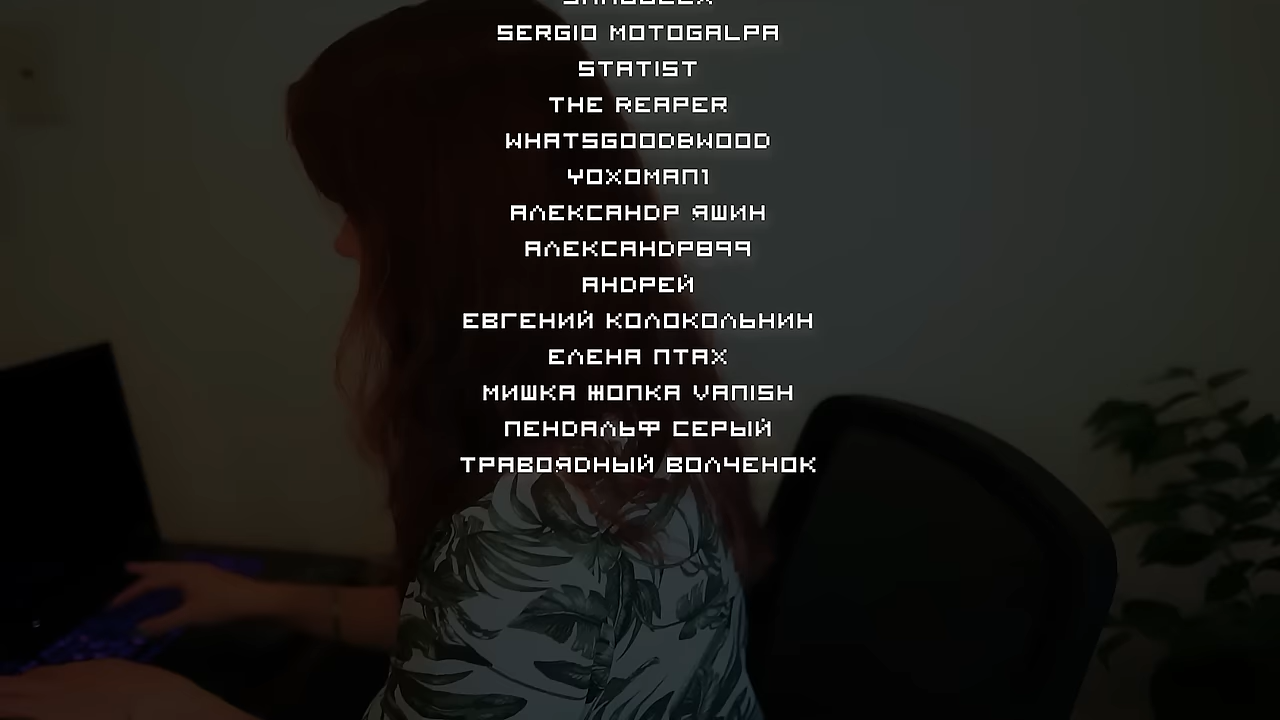 SERGIO MOTOGALPA
STATIST
THE REAPER
WHATSGOODBWOOD
YOXOMAN1
АЛЕКСАНДР ЯШИН
АЛЕКСАНДР899
АНДРЕЙ
ЕВГЕНИЙ КОЛОКОЛЬНИН
ЕЛЕНА ПТАХ
МИШКА ЖОПКА VANISH
ПЕНДАЛЬФ СЕРЫЙ
ТРАВОЯДНЫЙ ВОЛЧЕНОК